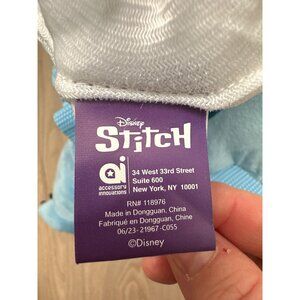 Disney
Stitch
ai
accessory
innovations
34 West 33rd Street
Suite 600
New York, NY 10001
RN# 118976
Made in Dongguan, China
Fabriqué en Dongguan, China
06/23-21967-C055
©Disney